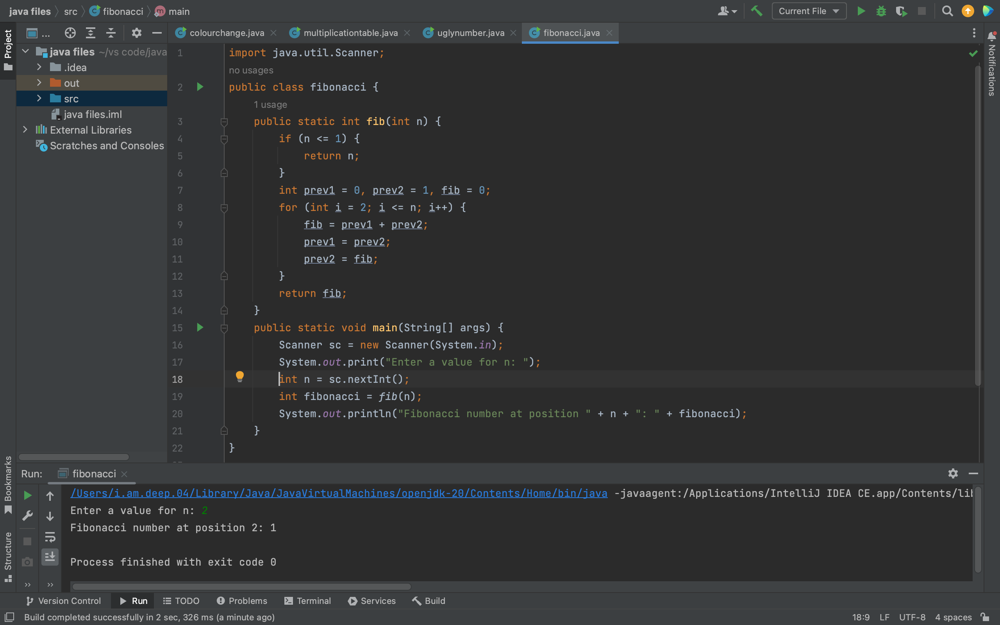 java files src fibonacci main
Current File
... colourchange.java multiplicationtable.java uglynumber.java fibonacci.java
Project
Notifications
java files ~/vs code/java
.idea
out
src
java files.iml
External Libraries
Scratches and Consoles
1 import java.util.Scanner;
no usages
2 public class fibonacci {
1 usage
3 public static int fib(int n) {
4 if (n <= 1) {
5 return n;
6 }
7 int prev1 = 0, prev2 = 1, fib = 0;
8 for (int i = 2; i <= n; i++) {
9 fib = prev1 + prev2;
10 prev1 = prev2;
11 prev2 = fib;
12 }
13 return fib;
14 }
15 public static void main(String[] args) {
16 Scanner sc = new Scanner(System.in);
17 System.out.print("Enter a value for n: ");
18 int n = sc.nextInt();
19 int fibonacci = fib(n);
20 System.out.println("Fibonacci number at position " + n + ": " + fibonacci);
21 }
22 }
Bookmarks
Structure
Run: fibonacci
/Users/i.am.deep.04/Library/Java/JavaVirtualMachines/openjdk-20/Contents/Home/bin/java -javaagent:/Applications/IntelliJ IDEA CE.app/Contents/lib
Enter a value for n: 2
Fibonacci number at position 2: 1
Process finished with exit code 0
Version Control Run TODO Problems Terminal Services Build
Build completed successfully in 2 sec, 326 ms (a minute ago) 18:9 LF UTF-8 4 spaces